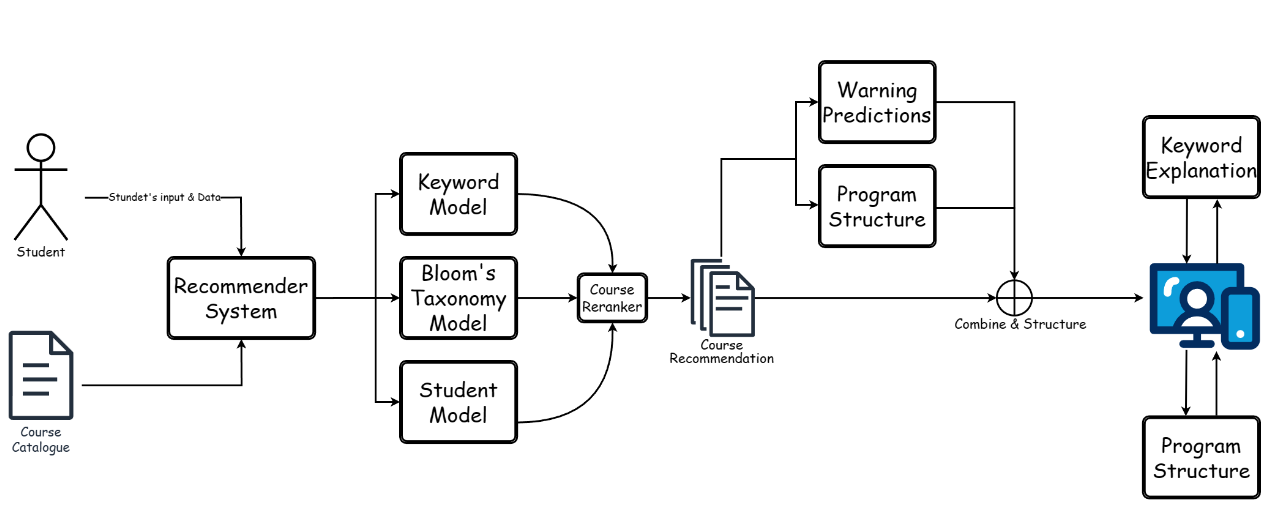 Student
Stundet's input & Data
Course
Catalogue
Recommender
System
Keyword
Model
Bloom's
Taxonomy
Model
Student
Model
Course
Reranker
Course
Recommendation
Warning
Predictions
Program
Structure
Combine & Structure
Keyword
Explanation
Program
Structure